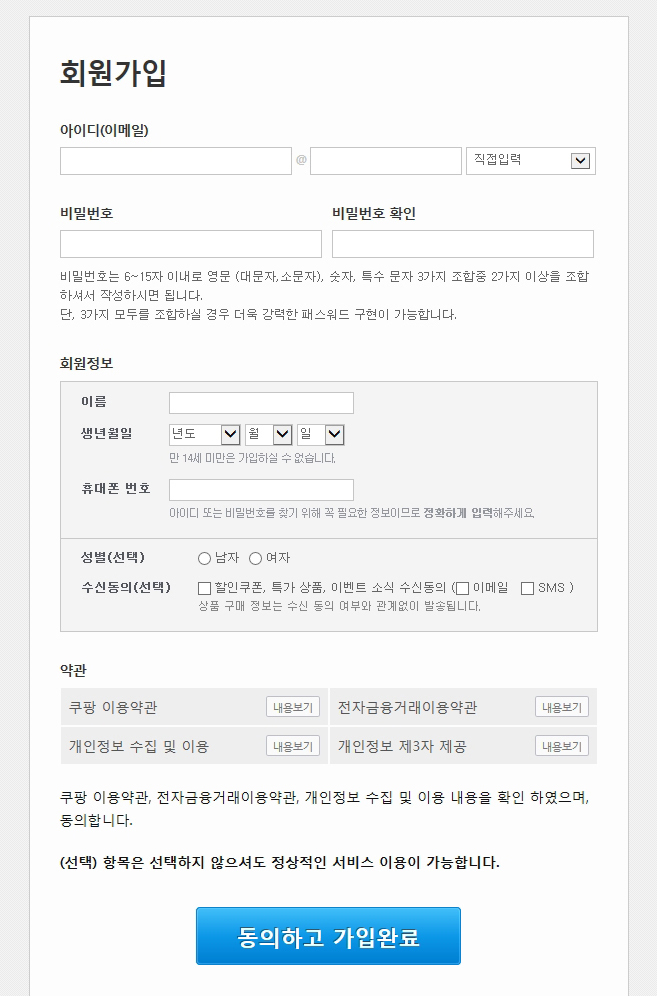 회원가입
아이디(이메일)
@ 직접입력
비밀번호 비밀번호 확인
비밀번호는 6~15자 이내로 영문 (대문자,소문자), 숫자, 특수 문자 3가지 조합중 2가지 이상을 조합
하셔서 작성하시면 됩니다.
단, 3가지 모두를 조합하실 경우 더욱 강력한 패스워드 구현이 가능합니다.
회원정보
이름
생년월일 년도 월 일
만 14세 미만은 가입하실 수 없습니다.
휴대폰 번호
아이디 또는 비밀번호를 찾기 위해 꼭 필요한 정보이므로 정확하게 입력해주세요.
성별(선택) 남자 여자
수신동의(선택) 할인쿠폰, 특가 상품, 이벤트 소식 수신동의 ( 이메일 SMS )
상품 구매 정보는 수신 동의 여부와 관계없이 발송됩니다.
약관
쿠팡 이용약관 내용보기 전자금융거래이용약관 내용보기
개인정보 수집 및 이용 내용보기 개인정보 제3자 제공 내용보기
쿠팡 이용약관, 전자금융거래이용약관, 개인정보 수집 및 이용 내용을 확인 하였으며,
동의합니다.
(선택) 항목은 선택하지 않으셔도 정상적인 서비스 이용이 가능합니다.
동의하고 가입완료